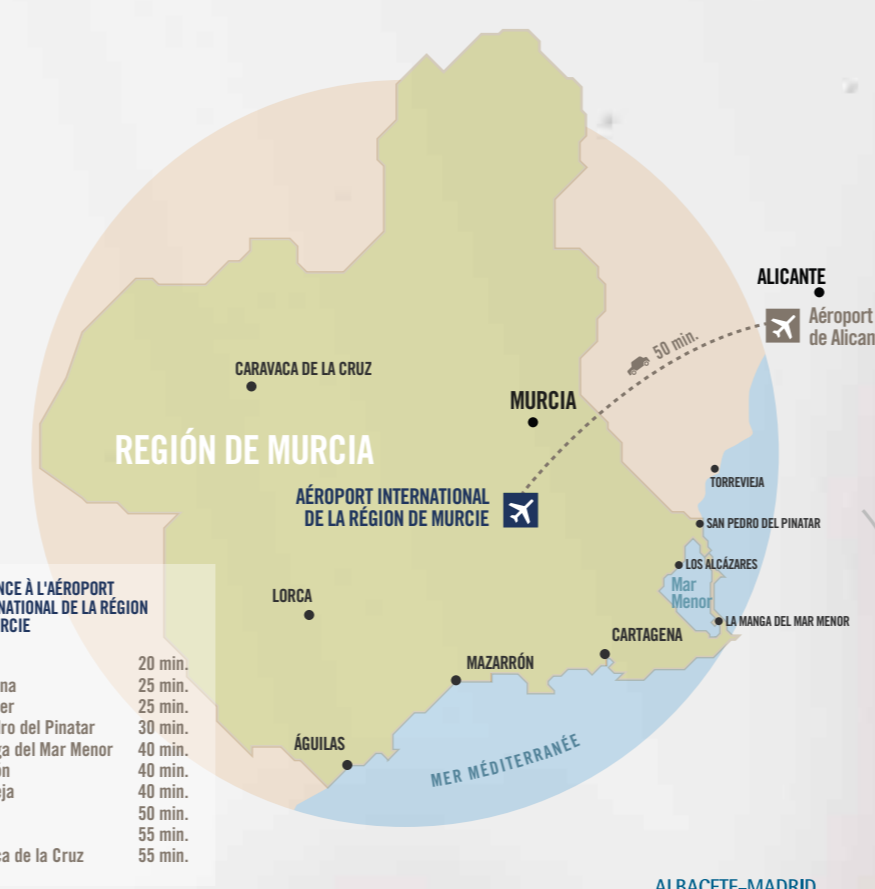 ALICANTE
Aéroport
de Alican
50 min.
CARAVACA DE LA CRUZ
MURCIA
REGIÓN DE MURCIA
AÉROPORT INTERNATIONAL
DE LA RÉGION DE MURCIE
TORREVIEJA
SAN PEDRO DEL PINATAR
LOS ALCÁZARES
Mar
Menor
LA MANGA DEL MAR MENOR
LORCA
CARTAGENA
MAZARRÓN
ÁGUILAS
MER MÉDITERRANÉE
NCE À L'AÉROPORT
NATIONAL DE LA RÉGION
RCIE
20 min.
na 25 min.
er 25 min.
ro del Pinatar 30 min.
ga del Mar Menor 40 min.
ón 40 min.
eja 40 min.
50 min.
55 min.
ca de la Cruz 55 min.
ALBACETE–MADRID